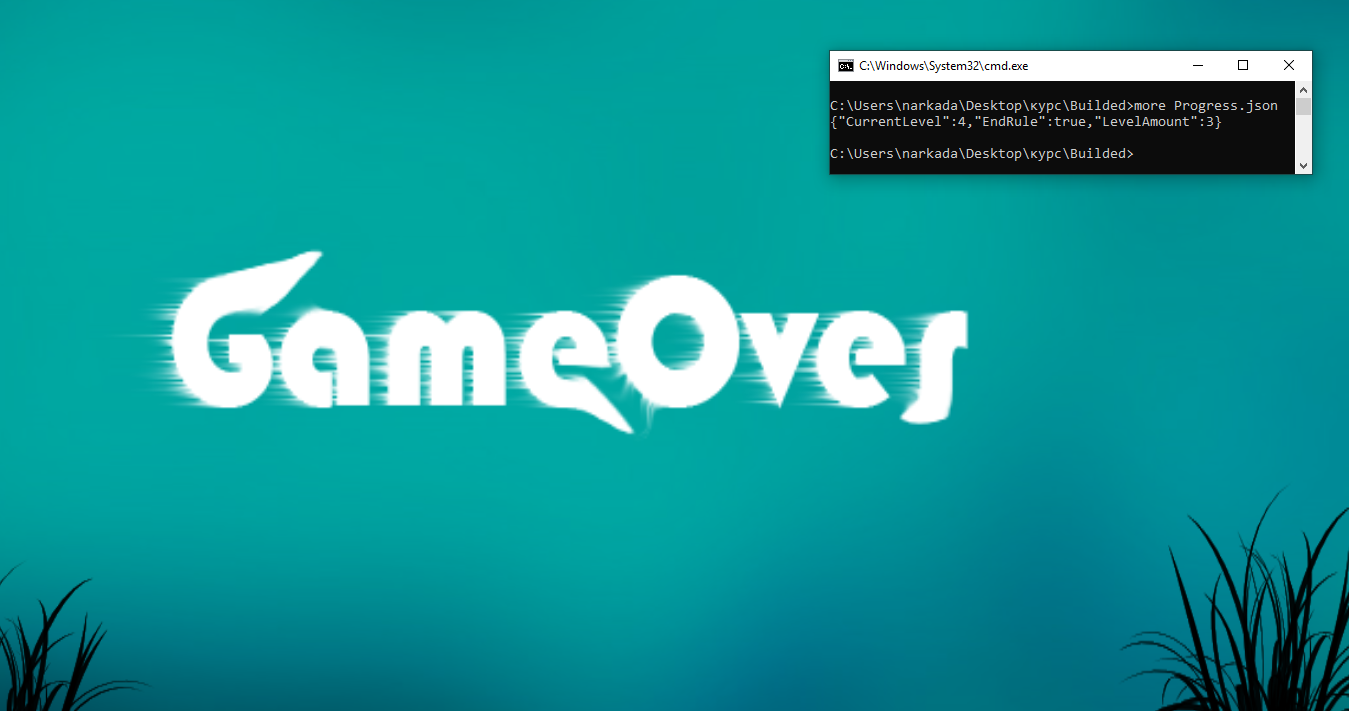 C:\Windows\System32\cmd.exe
C:\Users\narkada\Desktop\курс\Builded>more Progress.json
{"CurrentLevel":4,"EndRule":true,"LevelAmount":3}
C:\Users\narkada\Desktop\курс\Builded>
GameOver